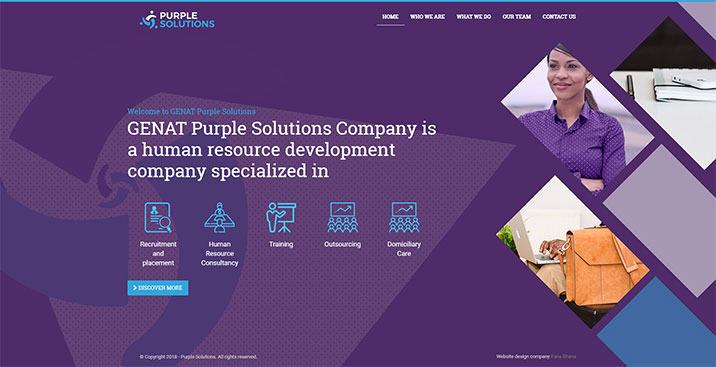 PURPLE
SOLUTIONS
HOME WHO WE ARE WHAT WE DO OUR TEAM CONTACT US
Welcome to GENAT Purple Solutions
GENAT Purple Solutions Company is
a human resource development
company specialized in
Recruitment
and
placement
Human
Resource
Consultancy
Training
Outsourcing
Domiciliary
Care
DISCOVER MORE
© Copyright 2018 - Purple Solutions. All rights reserved.
Website design company Kana Ghana